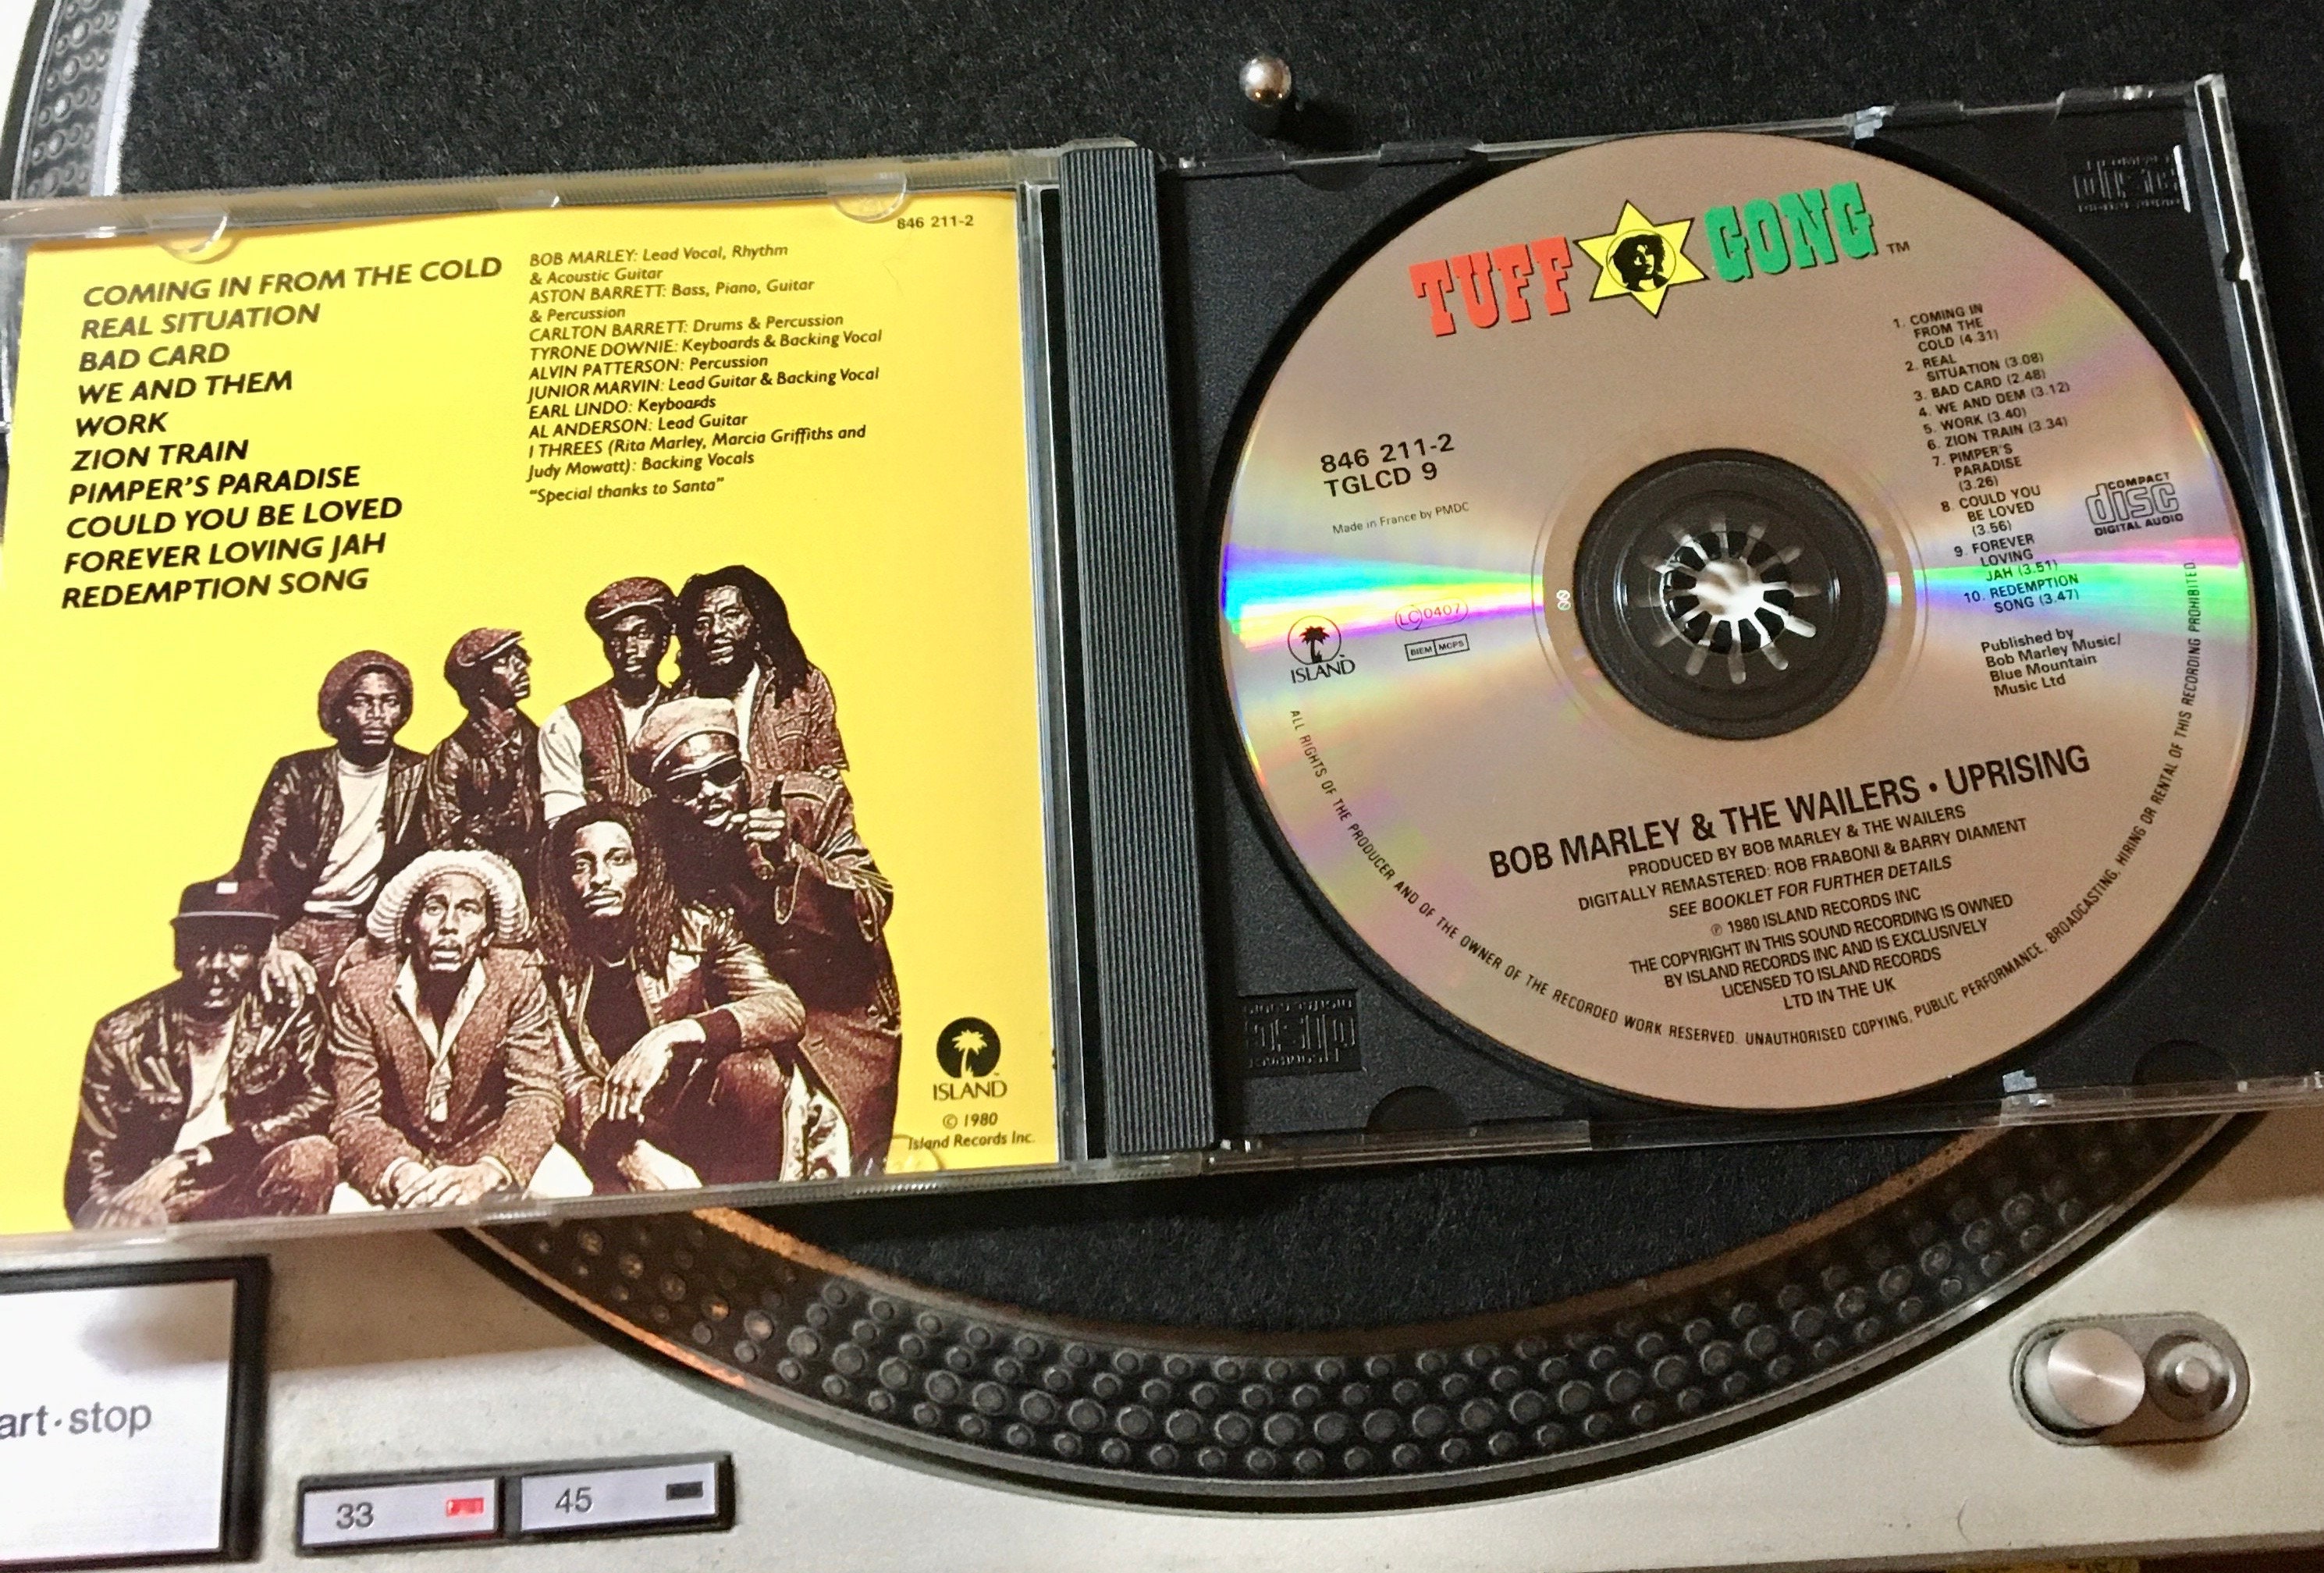 846 211-2
COMING IN FROM THE COLD
REAL SITUATION
BAD CARD
WE AND THEM
WORK
ZION TRAIN
PIMPER'S PARADISE
COULD YOU BE LOVED
FOREVER LOVING JAH
REDEMPTION SONG
BOB MARLEY: Lead Vocal, Rhythm
& Acoustic Guitar
ASTON BARRETT: Bass, Piano, Guitar
& Percussion
CARLTON BARRETT: Drums & Percussion
TYRONE DOWNIE: Keyboards & Backing Vocal
ALVIN PATTERSON: Percussion
JUNIOR MARVIN: Lead Guitar & Backing Vocal
EARL LINDO: Keyboards
AL ANDERSON: Lead Guitar
I THREES (Rita Marley, Marcia Griffiths and
Judy Mowatt): Backing Vocals
"Special thanks to Santa"
ISLAND
© 1980
Island Records Inc.
TUFF GONG ™
846 211-2
TGLCD 9
Made in France by PMDC
LC 0407
BIEM MCPS
ISLAND
1. COMING IN
FROM THE
COLD (4.31)
2. REAL
SITUATION (3.08)
3. BAD CARD (2.48)
4. WE AND DEM (3.12)
5. WORK (3.40)
6. ZION TRAIN (3.34)
7. PIMPER'S
PARADISE
(3.26)
8. COULD YOU
BE LOVED
(3.56)
9. FOREVER
LOVING
JAH (3.51)
10. REDEMPTION
SONG (3.47)
COMPACT
disc
DIGITAL AUDIO
Published by
Bob Marley Music/
Blue Mountain
Music Ltd
BOB MARLEY & THE WAILERS • UPRISING
PRODUCED BY BOB MARLEY & THE WAILERS
DIGITALLY REMASTERED: ROB FRABONI & BARRY DIAMENT
SEE BOOKLET FOR FURTHER DETAILS
℗ 1980 ISLAND RECORDS INC
THE COPYRIGHT IN THIS SOUND RECORDING IS OWNED
BY ISLAND RECORDS INC AND IS EXCLUSIVELY
LICENSED TO ISLAND RECORDS
LTD IN THE UK
ALL RIGHTS OF THE PRODUCER AND OF THE OWNER OF THE RECORDED WORK RESERVED. UNAUTHORISED COPYING, PUBLIC PERFORMANCE, BROADCASTING, HIRING OR RENTAL OF THIS RECORDING PROHIBITED
art·stop
33
45